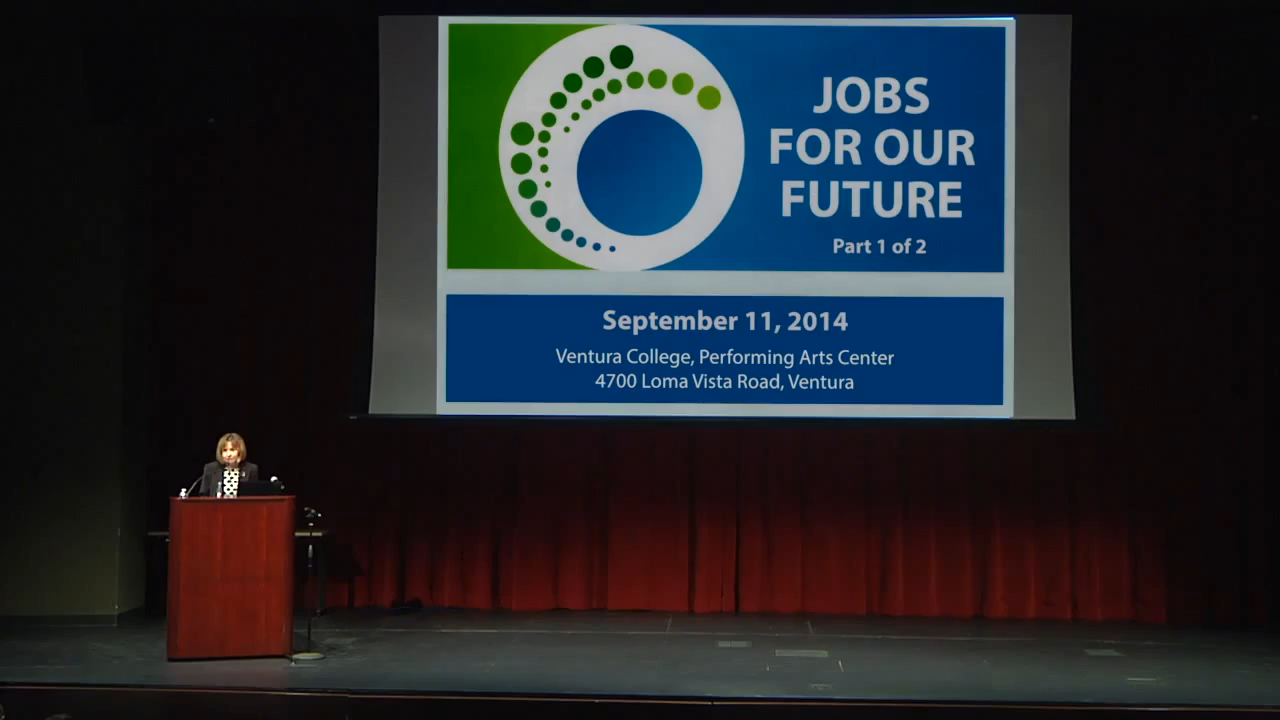 JOBS
FOR OUR
FUTURE
Part 1 of 2
September 11, 2014
Ventura College, Performing Arts Center
4700 Loma Vista Road, Ventura